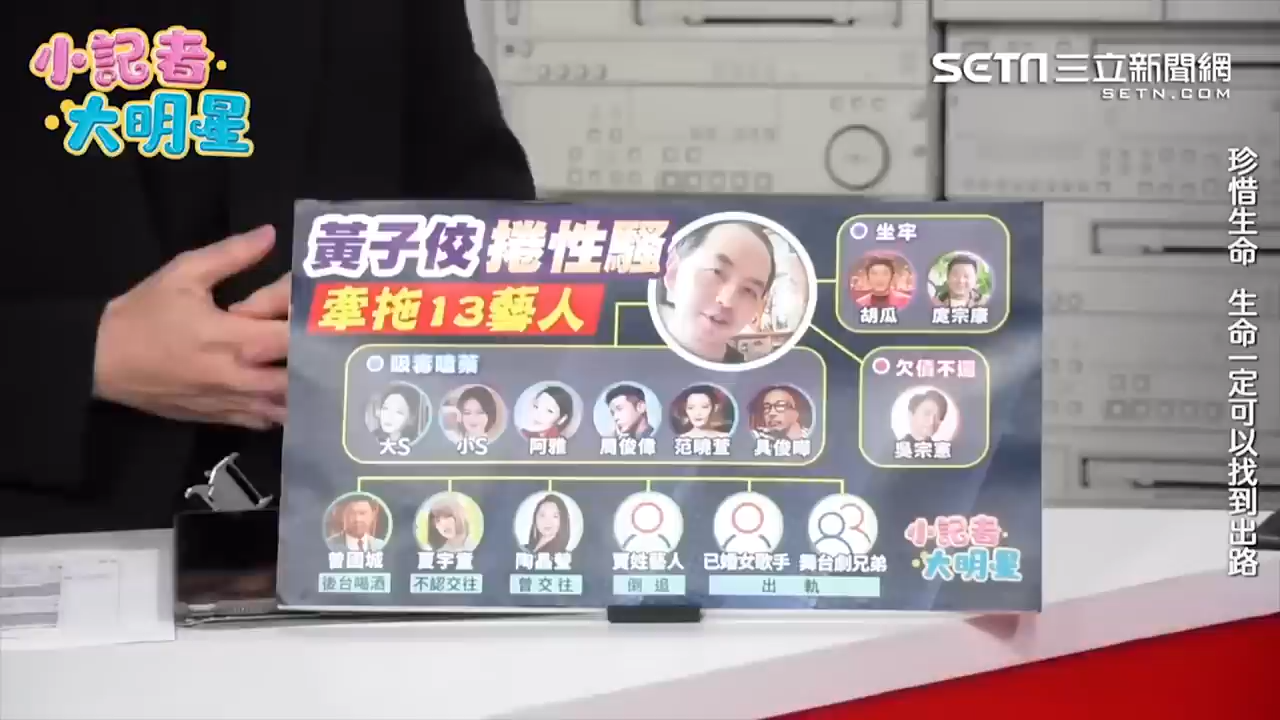 小記者
大明星
SETN三立新聞網
SETN.COM
珍惜生命 生命一定可以找到出路
黃子佼捲性騷
牽拖13藝人
坐牢
胡瓜
庹宗康
吸毒嗑藥
欠債不還
大S
小S
阿雅
周俊偉
范曉萱
具俊曄
吳宗憲
曾國城
夏宇童
陶晶瑩
賈姓藝人
已婚女歌手
舞台劇兄弟
後台喝酒
不認交往
曾交往
倒追
出軌
小記者
大明星